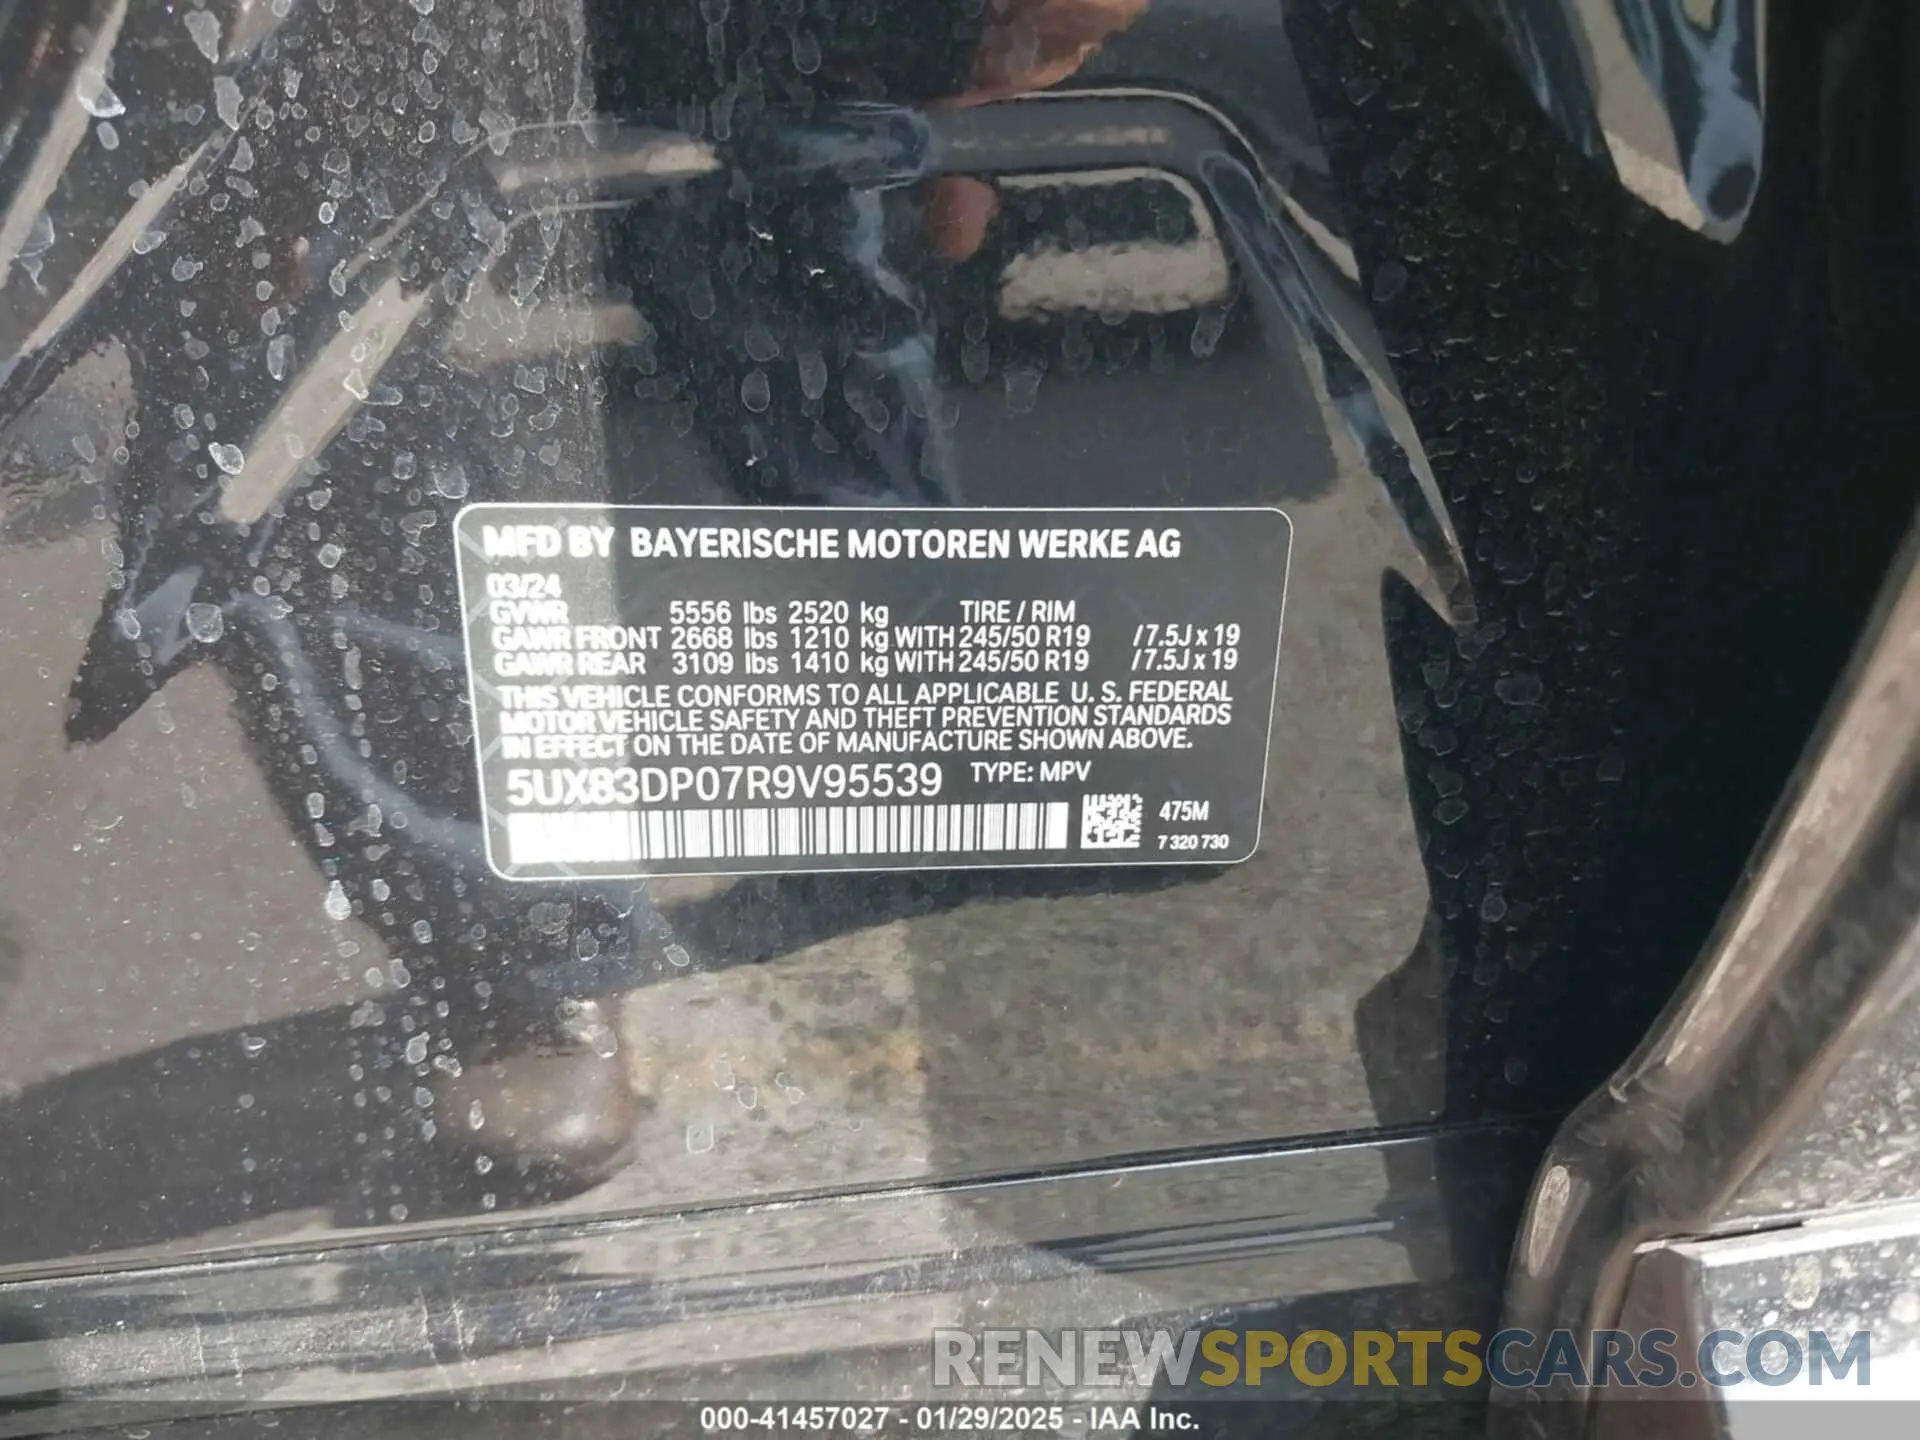 MFD BY BAYERISCHE MOTOREN WERKE AG
03/24
GVWR 5556 lbs 2520 kg TIRE / RIM
GAWR FRONT 2668 lbs 1210 kg WITH 245/50 R19 / 7.5J x 19
GAWR REAR 3109 lbs 1410 kg WITH 245/50 R19 / 7.5J x 19
THIS VEHICLE CONFORMS TO ALL APPLICABLE U. S. FEDERAL
MOTOR VEHICLE SAFETY AND THEFT PREVENTION STANDARDS
IN EFFECT ON THE DATE OF MANUFACTURE SHOWN ABOVE.
5UX83DP07R9V95539 TYPE: MPV
475M
7 320 730
RENEWSPORTSCARS.COM
000-41457027 - 01/29/2025 - IAA Inc.